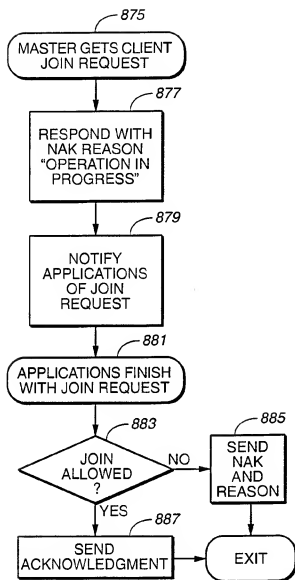 875
MASTER GETS CLIENT
JOIN REQUEST
877
RESPOND WITH
NAK REASON
"OPERATION IN
PROGRESS"
879
NOTIFY
APPLICATIONS
OF JOIN
REQUEST
881
APPLICATIONS FINISH
WITH JOIN REQUEST
883
JOIN
ALLOWED
?
NO
YES
885
SEND
NAK
AND
REASON
887
SEND
ACKNOWLEDGMENT
EXIT